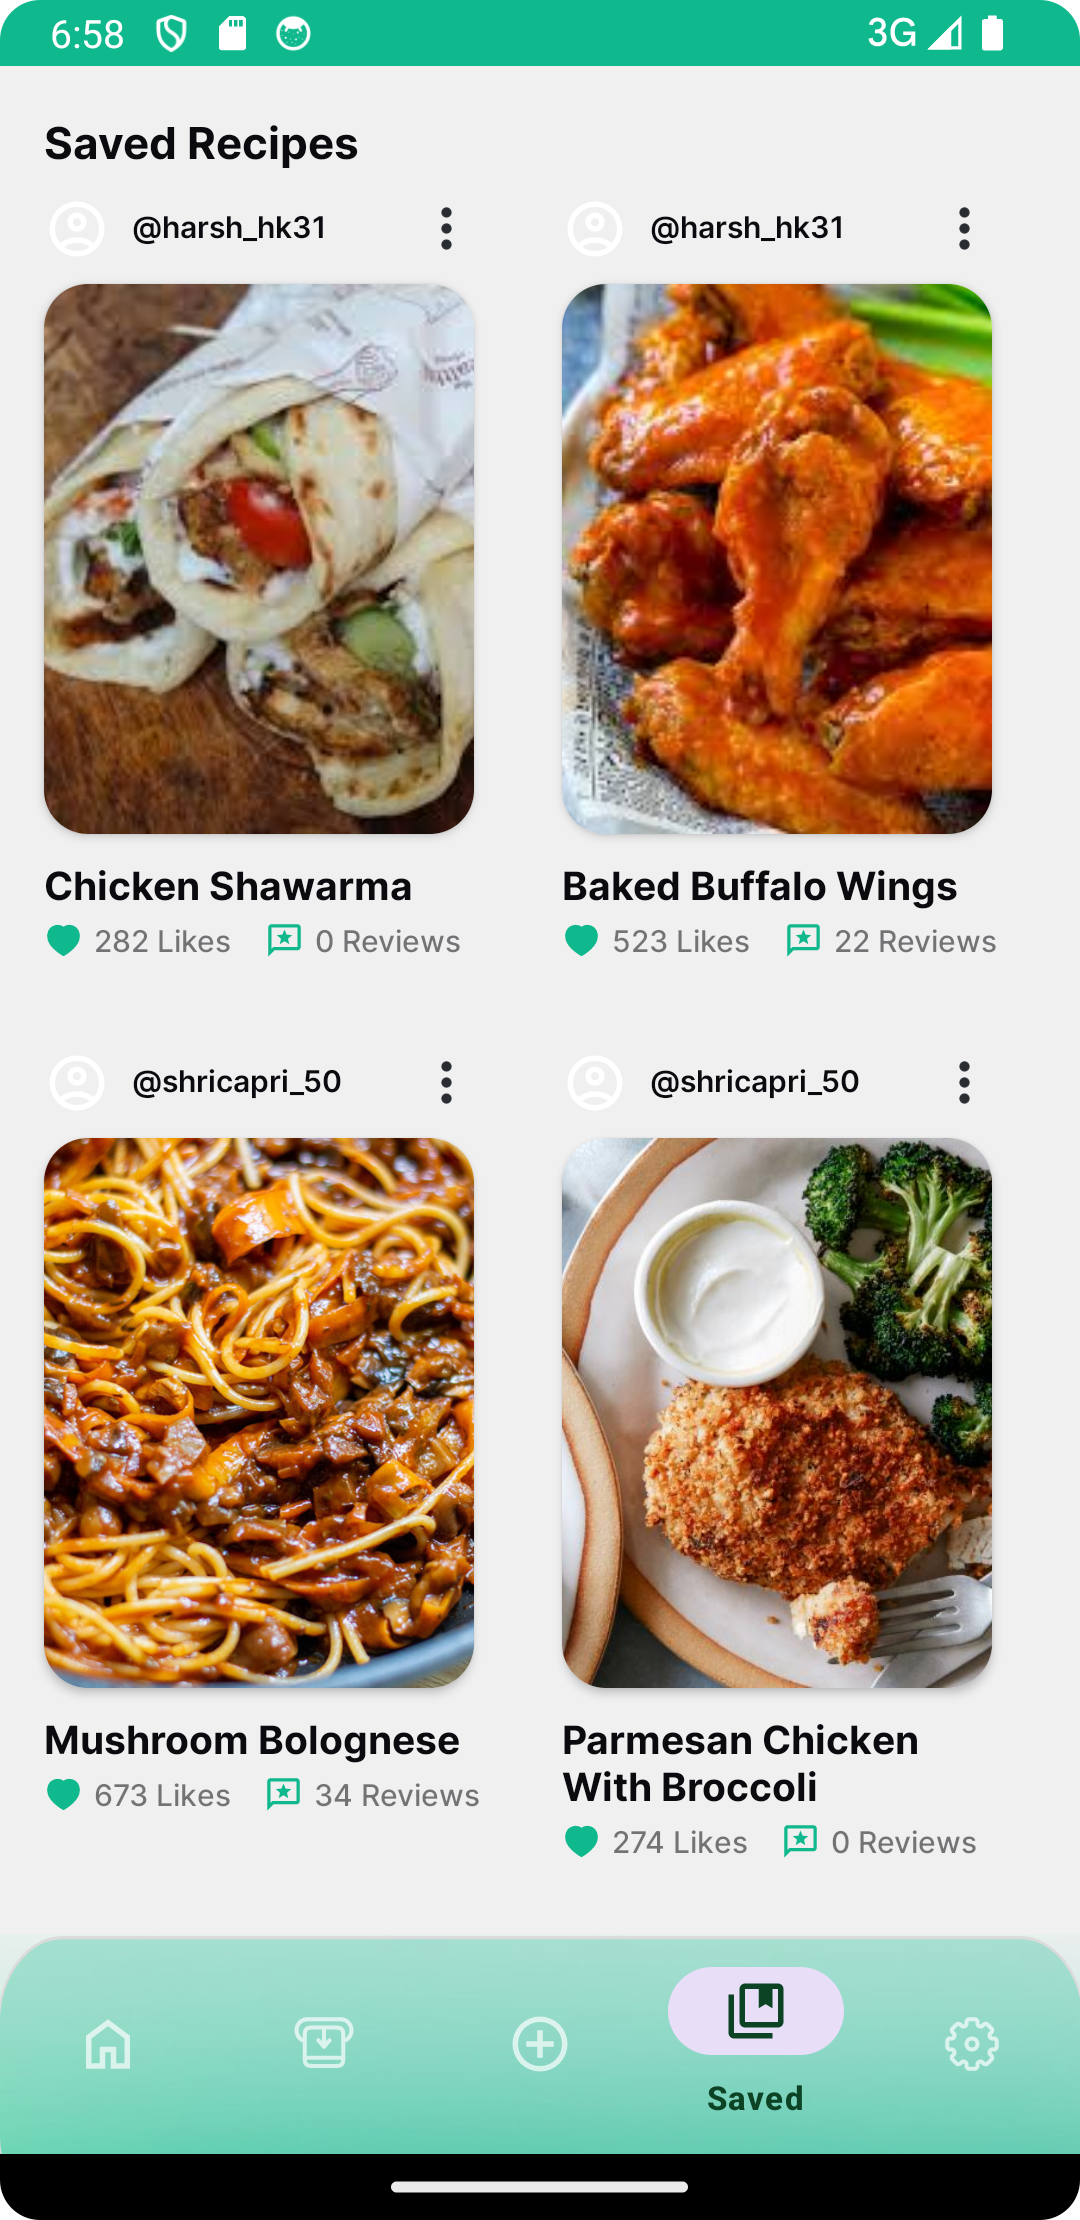 6:58
3G
Saved Recipes
@harsh_hk31
@harsh_hk31
Chicken Shawarma
282 Likes
0 Reviews
Baked Buffalo Wings
523 Likes
22 Reviews
@shricapri_50
@shricapri_50
Mushroom Bolognese
673 Likes
34 Reviews
Parmesan Chicken
With Broccoli
274 Likes
0 Reviews
Saved